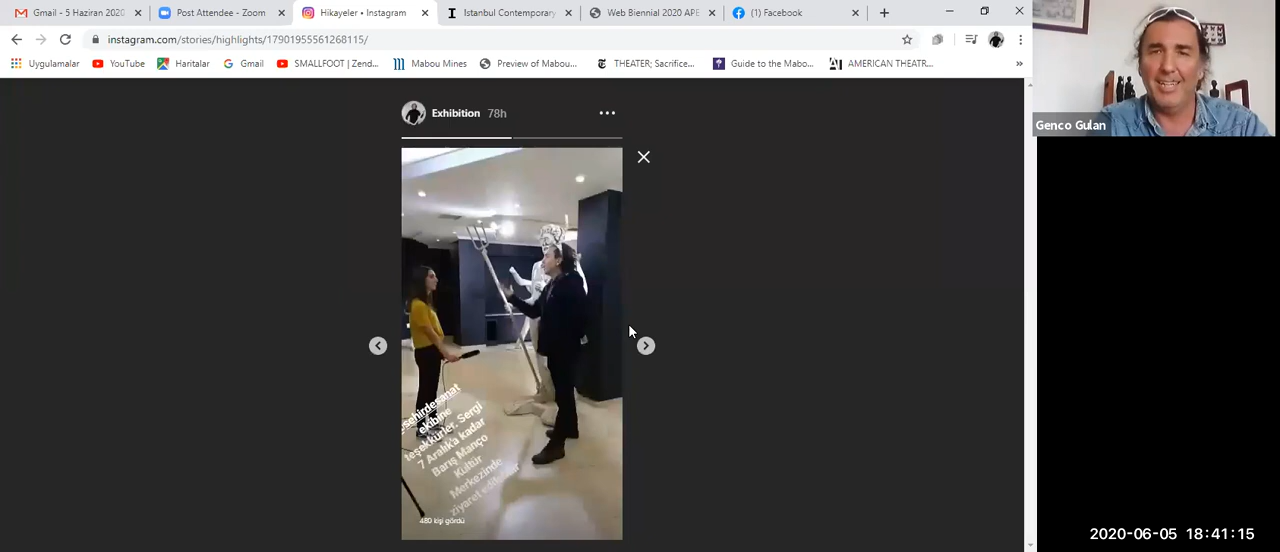 Gmail - 5 Haziran 2020
Post Attendee - Zoom
Hikayeler • Instagram
Istanbul Contemporary
Web Biennial 2020 APE
(1) Facebook
instagram.com/stories/highlights/17901955561268115/
Uygulamalar
YouTube
Haritalar
Gmail
SMALLFOOT | Zend...
Mabou Mines
Preview of Mabou...
THEATER; Sacrifice...
Guide to the Mabo...
AMERICAN THEATR...
Genco Gulan
Exhibition 78h
sehirdesanat
ekibine
teşekkürler. Sergi
7 Aralık'a kadar
Barış Manço
Kültür
Merkezinde
480 kişi gördü
2020-06-05 18:41:15